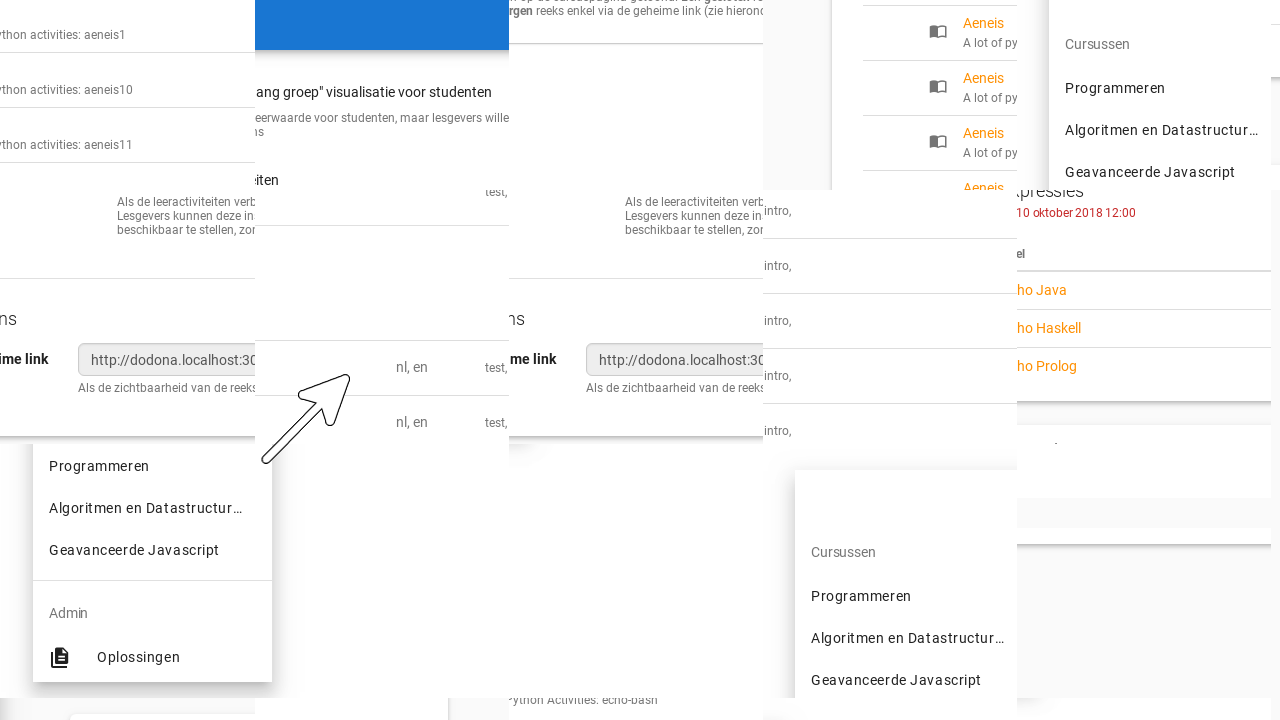 ython activities: aeneis1
ython activities: aeneis10
ython activities: aeneis11
ang groep" visualisatie voor studenten
eerwaarde voor studenten, maar lesgevers wille
ns
eiten
rgen reeks enkel via de geheime link (zie hierond
Aeneis
A lot of py
Aeneis
A lot of py
Aeneis
A lot of py
Aeneis
Cursussen
Programmeren
Algoritmen en Datastructur…
Geavanceerde Javascript
Als de leeractiviteiten verb
Lesgevers kunnen deze in
beschikbaar te stellen, zor
ns
ime link
http://dodona.localhost:30
Als de zichtbaarheid van de reeks
test,
nl, en
test,
nl, en
test,
Als de leeractiviteiten verb
Lesgevers kunnen deze in
beschikbaar te stellen, zor
ns
me link
http://dodona.localhost:30
Als de zichtbaarheid van de reeks
intro,
intro,
intro,
intro,
intro,
xpressies
10 oktober 2018 12:00
el
ho Java
ho Haskell
ho Prolog
Programmeren
Algoritmen en Datastructur…
Geavanceerde Javascript
Admin
Oplossingen
Cursussen
Programmeren
Algoritmen en Datastructur…
Geavanceerde Javascript
Python Activities: echo-bash